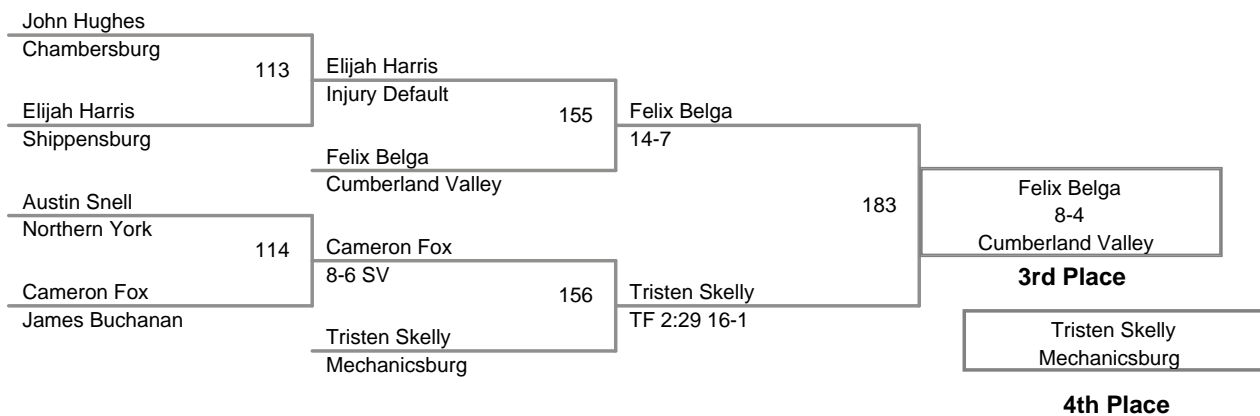 John Hughes
Chambersburg
113
Elijah Harris
Injury Default
Elijah Harris
Shippensburg
155
Felix Belga
14-7
Felix Belga
Cumberland Valley
Austin Snell
Northern York
114
Cameron Fox
8-6 SV
Cameron Fox
James Buchanan
156
Tristen Skelly
TF 2:29 16-1
Tristen Skelly
Mechanicsburg
183
Felix Belga
8-4
Cumberland Valley
3rd Place
Tristen Skelly
Mechanicsburg
4th Place